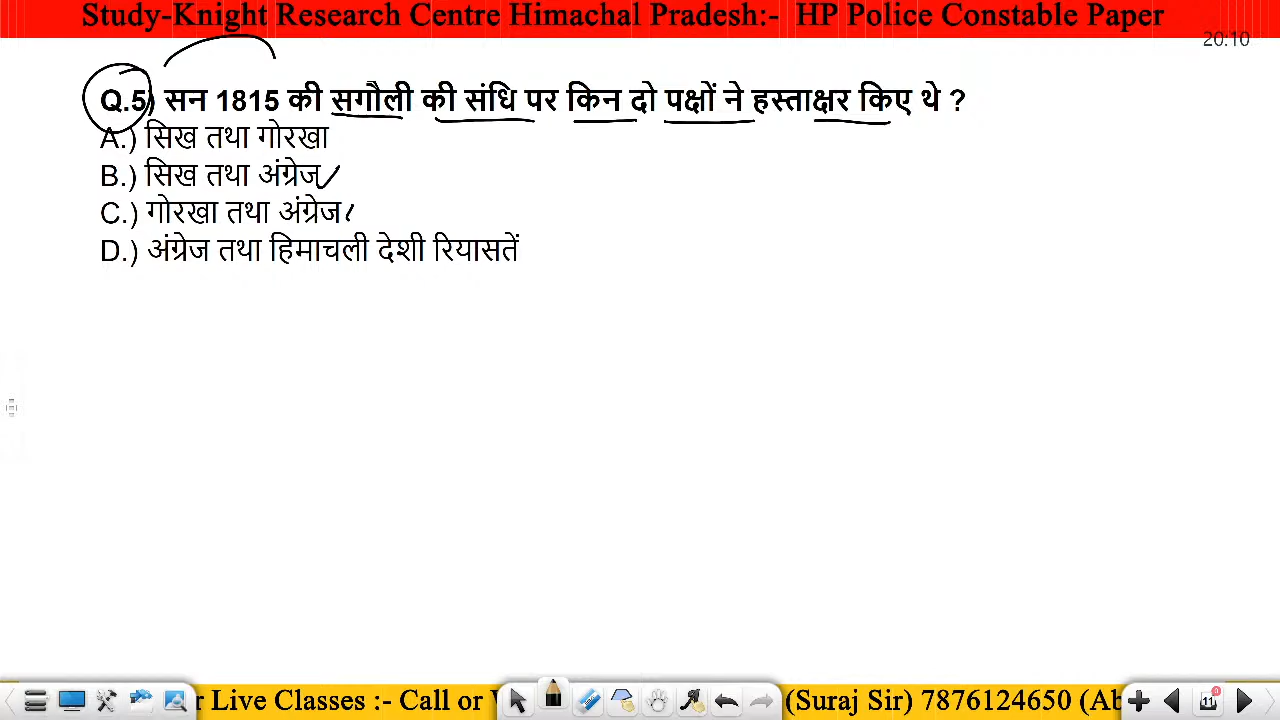 Study-Knight Research Centre Himachal Pradesh:-  HP Police Constable Paper
20:10
Q.5) सन 1815 की सगौली की संधि पर किन दो पक्षों ने हस्ताक्षर किए थे ?
A.) सिख तथा गोरखा
B.) सिख तथा अंग्रेज
C.) गोरखा तथा अंग्रेज
D.) अंग्रेज तथा हिमाचली देशी रियासतें
r Live Classes :- Call or (Suraj Sir) 7876124650 (Ab
11